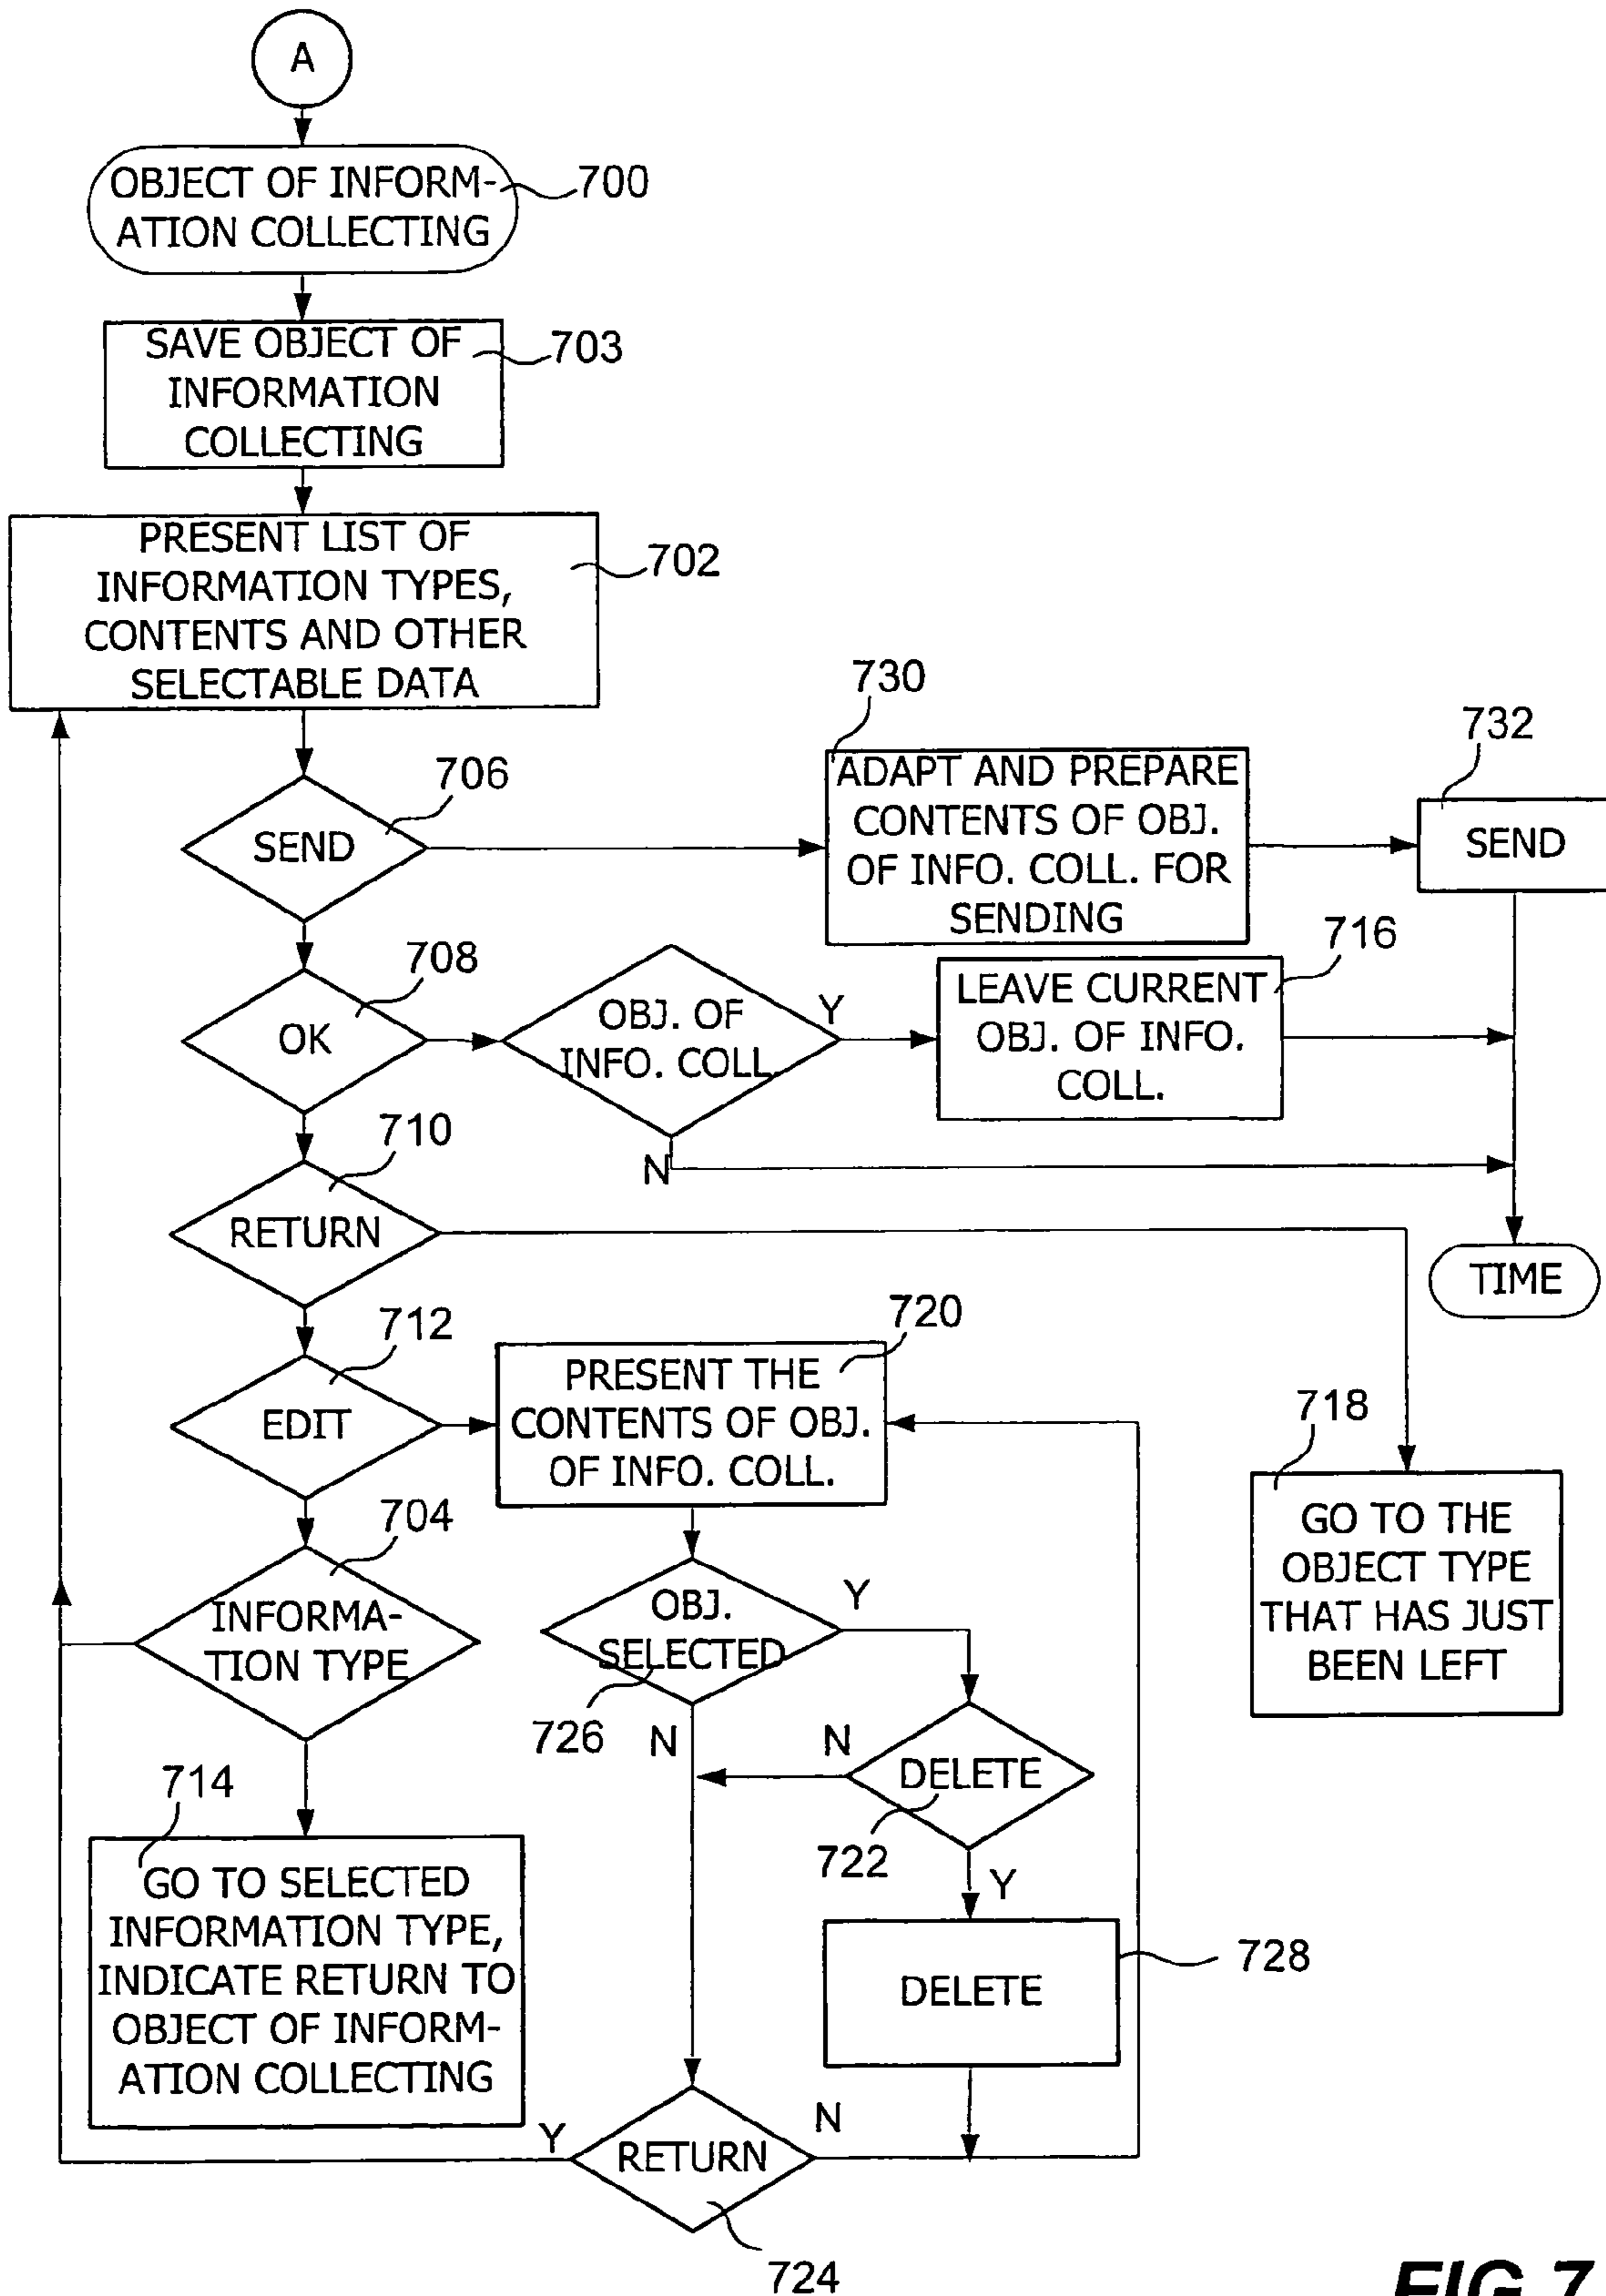 A
OBJECT OF INFORM-
ATION COLLECTING
700
SAVE OBJECT OF
INFORMATION
COLLECTING
703
PRESENT LIST OF
INFORMATION TYPES,
CONTENTS AND OTHER
SELECTABLE DATA
702
SEND
706
730
ADAPT AND PREPARE
CONTENTS OF OBJ.
OF INFO. COLL. FOR
SENDING
732
SEND
OK
708
OBJ. OF
INFO. COLL.
Y
N
716
LEAVE CURRENT
OBJ. OF INFO.
COLL.
RETURN
710
TIME
EDIT
712
720
PRESENT THE
CONTENTS OF OBJ.
OF INFO. COLL.
718
GO TO THE
OBJECT TYPE
THAT HAS JUST
BEEN LEFT
704
INFORMA-
TION TYPE
OBJ.
SELECTED
Y
726
N
N
DELETE
722
Y
714
GO TO SELECTED
INFORMATION TYPE,
INDICATE RETURN TO
OBJECT OF INFORM-
ATION COLLECTING
DELETE
728
Y
RETURN
N
724
FIG 7